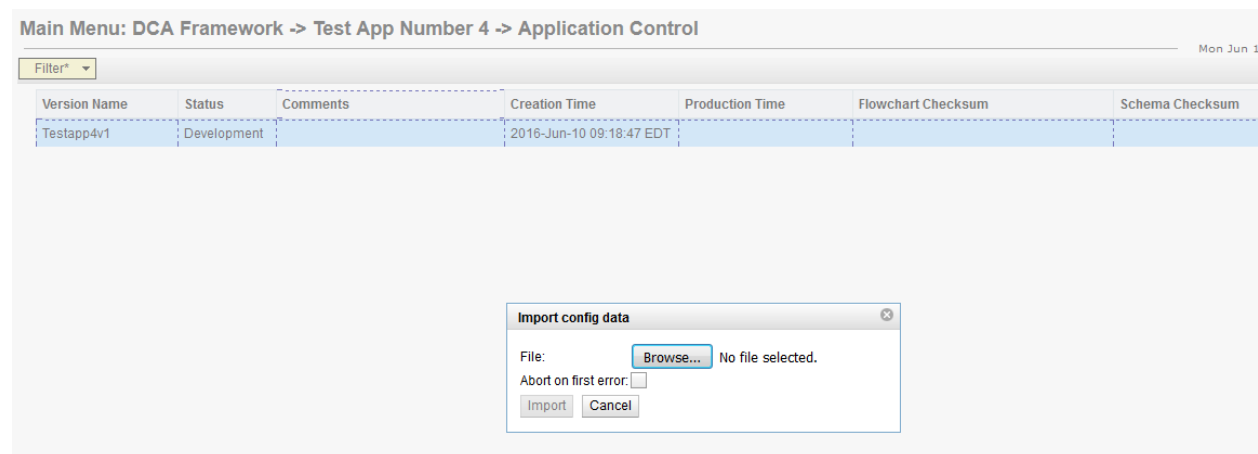 Main Menu: DCA Framework -> Test App Number 4 -> Application Control
Mon Jun 1
Filter*
Version Name Status Comments Creation Time Production Time Flowchart Checksum Schema Checksum
Testapp4v1 Development 2016-Jun-10 09:18:47 EDT
Import config data
File: Browse... No file selected.
Abort on first error:
Import Cancel